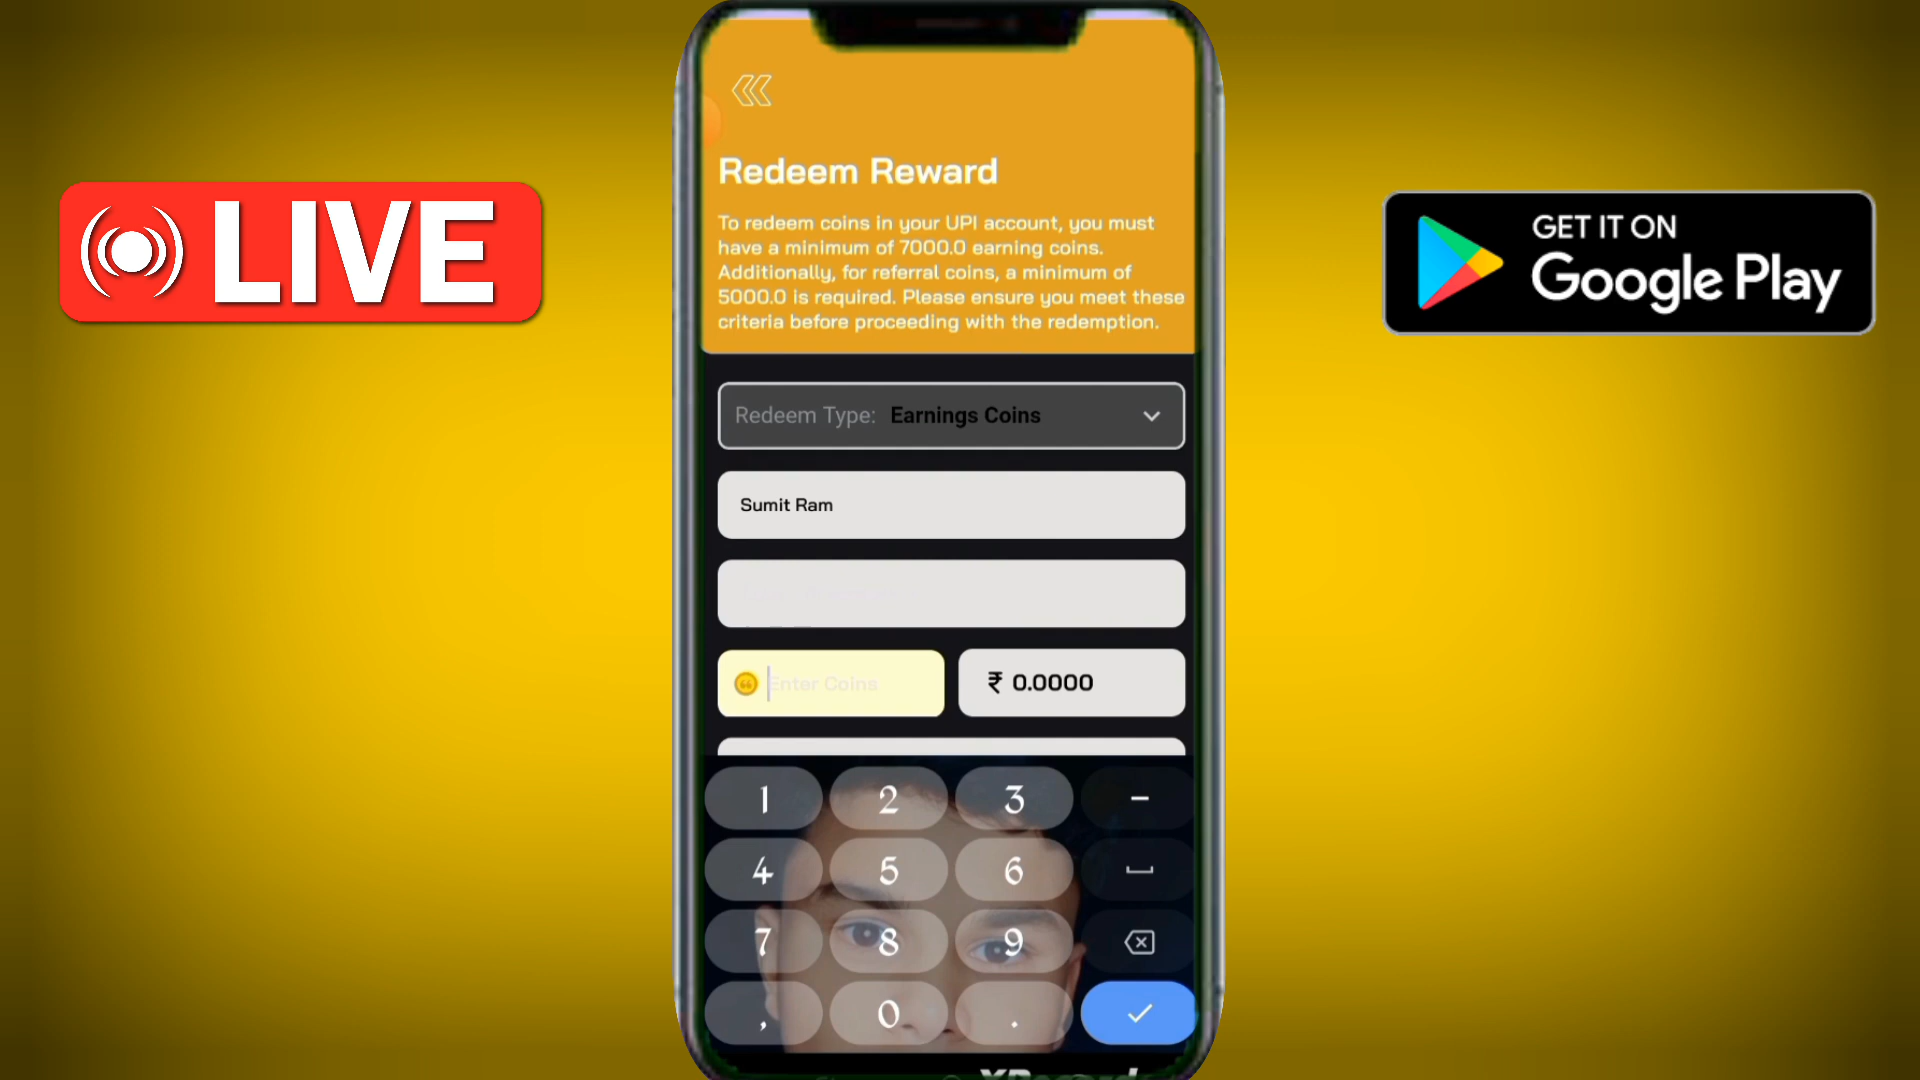 LIVE
GET IT ON
Google Play
Redeem Reward
To redeem coins in your UPI account, you must
have a minimum of 7000.0 earning coins.
Additionally, for referral coins, a minimum of
5000.0 is required. Please ensure you meet these
criteria before proceeding with the redemption.
Redeem Type: Earnings Coins
Sumit Ram
Enter Coins
₹ 0.0000
1 2 3 -
4 5 6
7 8 9
, 0 .